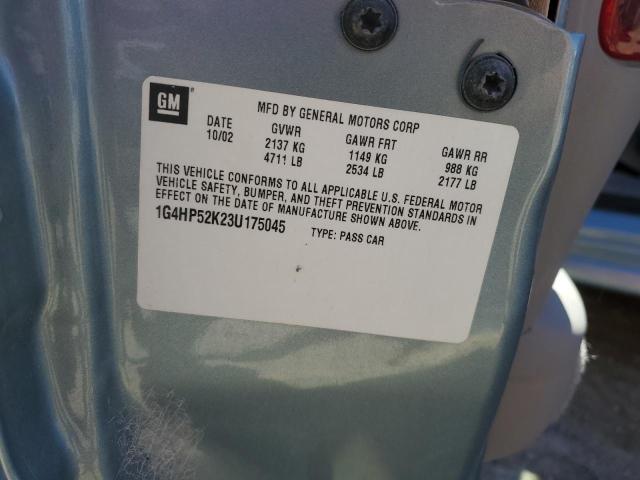 GM®
MFD BY GENERAL MOTORS CORP
DATE GVWR GAWR FRT GAWR RR
10/02 2137 KG 1149 KG 988 KG
4711 LB 2534 LB 2177 LB
THIS VEHICLE CONFORMS TO ALL APPLICABLE U.S. FEDERAL MOTOR
VEHICLE SAFETY, BUMPER, AND THEFT PREVENTION STANDARDS IN
EFFECT ON THE DATE OF MANUFACTURE SHOWN ABOVE.
1G4HP52K23U175045 TYPE: PASS CAR